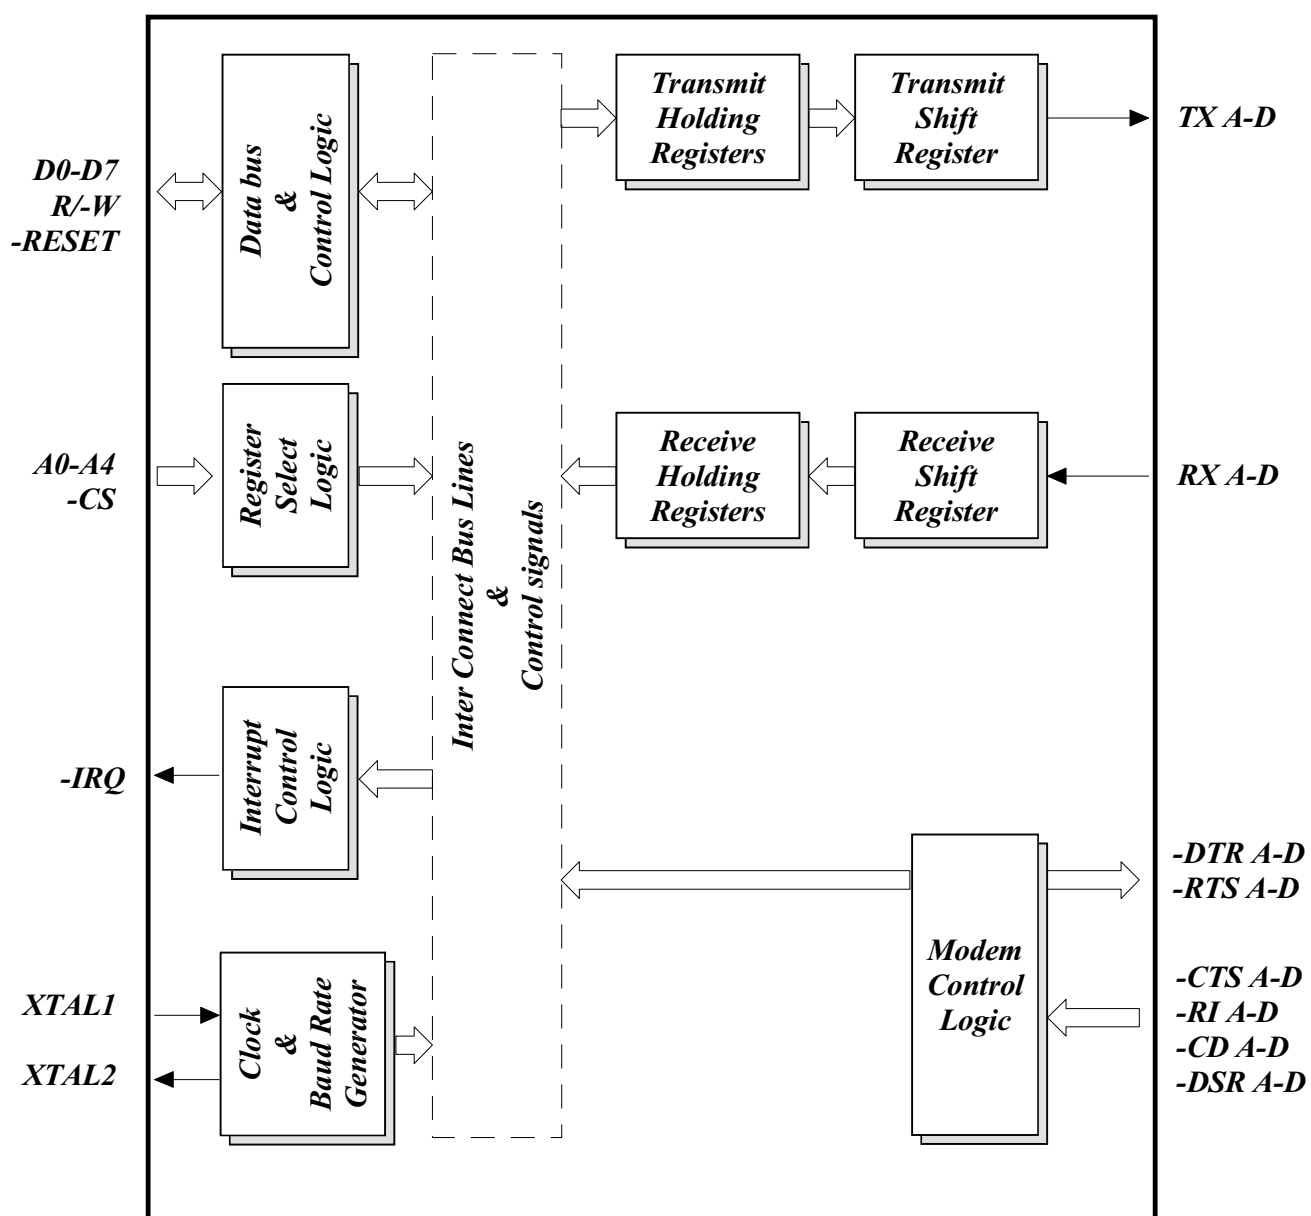 D0-D7
R/-W
-RESET
Data bus
&
Control Logic
A0-A4
-CS
Register
Select
Logic
-IRQ
Interrupt
Control
Logic
XTAL1
XTAL2
Clock
&
Baud Rate
Generator
Inter Connect Bus Lines
&
Control signals
Transmit
Holding
Registers
Transmit
Shift
Register
TX A-D
Receive
Holding
Registers
Receive
Shift
Register
RX A-D
Modem
Control
Logic
-DTR A-D
-RTS A-D
-CTS A-D
-RI A-D
-CD A-D
-DSR A-D